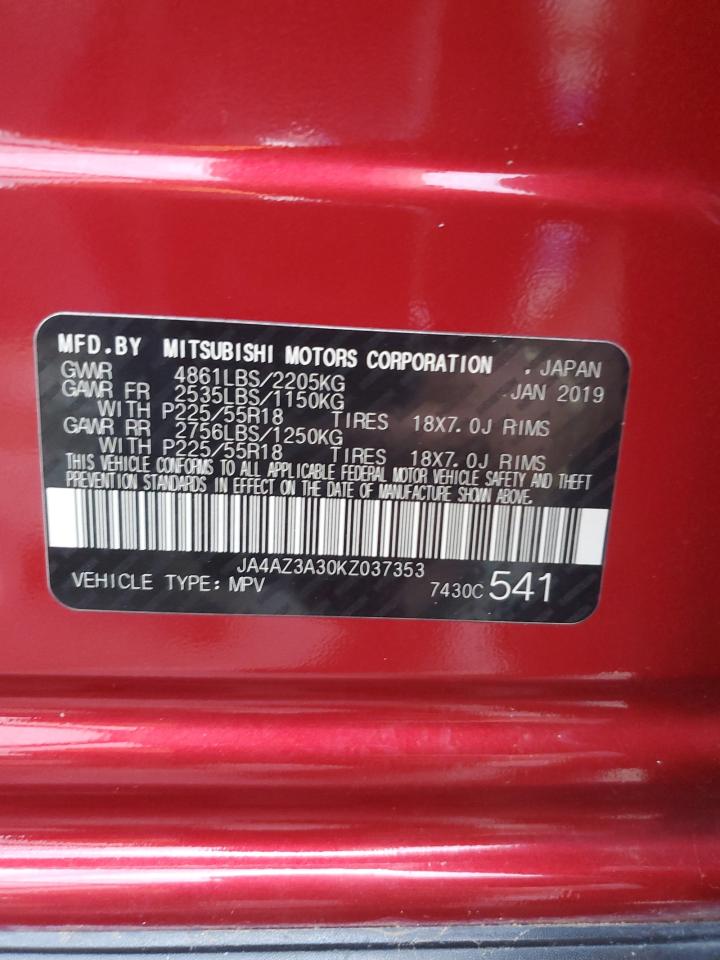 MFD.BY MITSUBISHI MOTORS CORPORATION . JAPAN
GWWR 4861LBS/2205KG JAN 2019
GAWR FR 2535LBS/1150KG
WITH P225/55R18 TIRES 18X7.0J RIMS
GAWR RR 2756LBS/1250KG
WITH P225/55R18 TIRES 18X7.0J RIMS
THIS VEHICLE CONFORMS TO ALL APPLICABLE FEDERAL MOTOR VEHICLE SAFETY AND THEFT
PREVENTION STANDARDS IN EFFECT ON THE DATE OF MANUFACTURE SHOWN ABOVE.
JA4AZ3A30KZ037353
VEHICLE TYPE: MPV 7430C 541